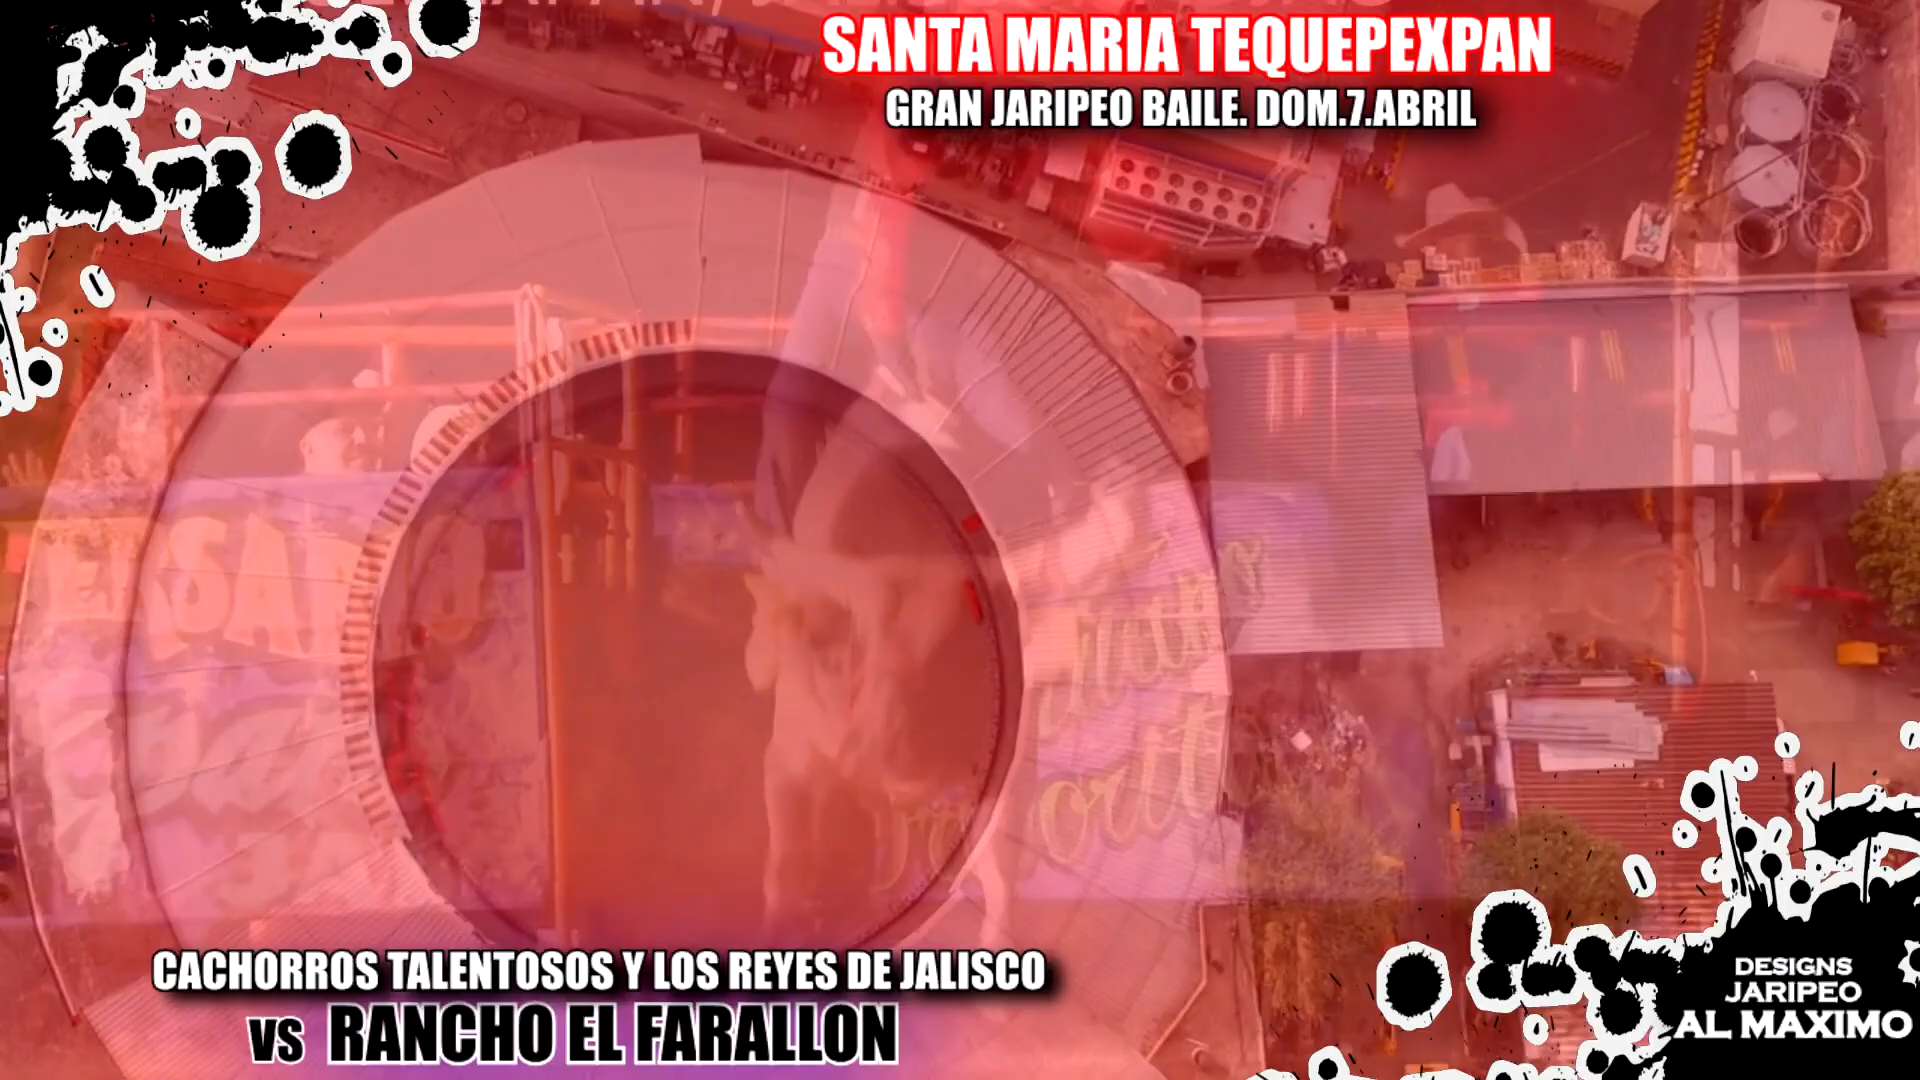 SANTA MARIA TEQUEPEXPAN
GRAN JARIPEO BAILE. DOM.7.ABRIL
CACHORROS TALENTOSOS Y LOS REYES DE JALISCO
VS RANCHO EL FARALLON
DESIGNS
JARIPEO
AL MAXIMO